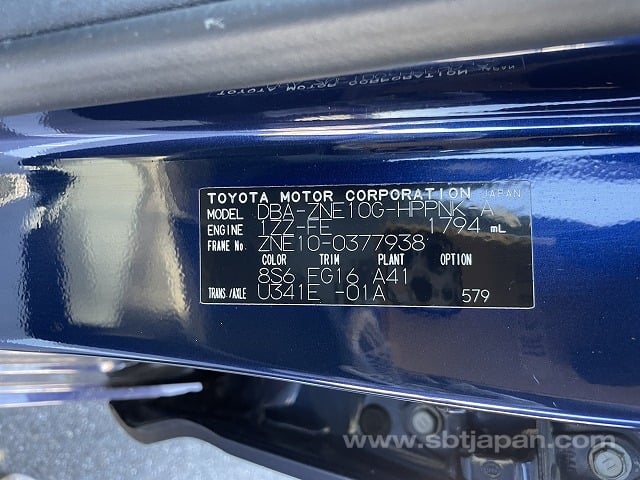 TOYOTA MOTOR CORPORATION JAPAN
MODEL DBA-ZNE10G-HPPNK A
ENGINE 1ZZ-FE 1794 mL
FRAME No. ZNE10-0377938
COLOR TRIM PLANT OPTION
8S6 FG16 A41
TRANS./AXLE U341E -01A 579
www.sbtjapan.com